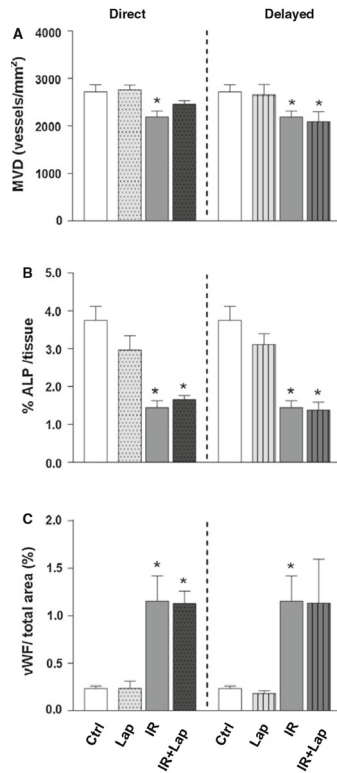 Direct Delayed
A
MVD (vessels/mm²)
4000
3000
2000
1000
0
* * *
B
% ALP /tissue
5.0
4.0
3.0
2.0
1.0
0.0
* * * *
C
vWF/ total area (%)
2.0
1.5
1.0
0.5
0.0
* * *
Ctrl Lap IR IR+Lap Ctrl Lap IR IR+Lap